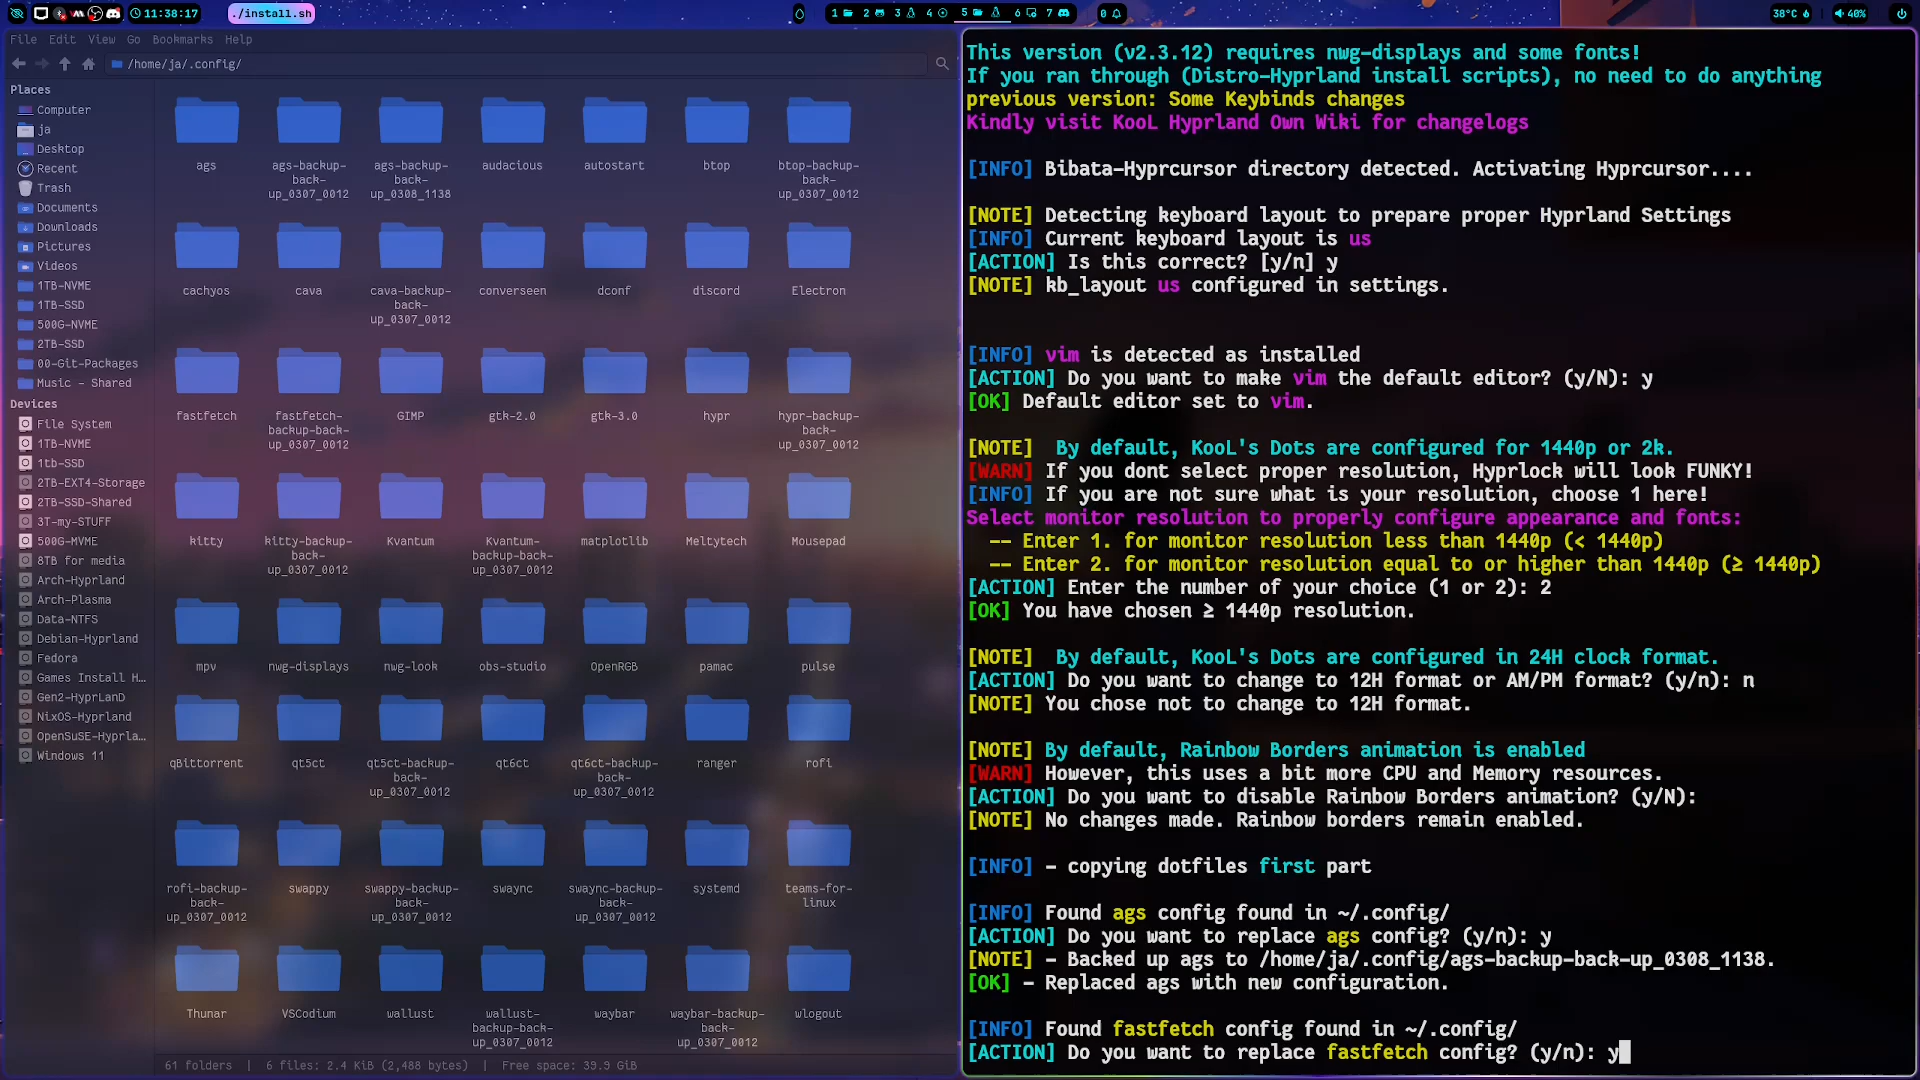 11:38:17
./install.sh
1
2
3
4
5
6
7
0
38°C
40%
File Edit View Go Bookmarks Help
/home/ja/.config/
Places
Computer
ja
Desktop
Recent
Trash
Documents
Downloads
Pictures
Videos
1TB-NVME
1TB-SSD
500G-NVME
2TB-SSD
00-Git-Packages
Music - Shared
Devices
File System
1TB-NVME
1tb-SSD
2TB-EXT4-Storage
2TB-SSD-Shared
3T-my-STUFF
500G-MVME
8TB for media
Arch-Hyprland
Arch-Plasma
Data-NTFS
Debian-Hyprland
Fedora
Games Install H...
Gen2-HyprLanD
NixOS-Hyprland
OpenSuSE-Hyprla...
Windows 11
ags
ags-backup-
back-
up_0307_0012
ags-backup-
back-
up_0308_1138
audacious
autostart
btop
btop-backup-
back-
up_0307_0012
cachyos
cava
cava-backup-
back-
up_0307_0012
converseen
dconf
discord
Electron
fastfetch
fastfetch-
backup-back-
up_0307_0012
GIMP
gtk-2.0
gtk-3.0
hypr
hypr-backup-
back-
up_0307_0012
kitty
kitty-backup-
back-
up_0307_0012
Kvantum
Kvantum-
backup-back-
up_0307_0012
matplotlib
Meltytech
Mousepad
mpv
nwg-displays
nwg-look
obs-studio
OpenRGB
pamac
pulse
qBittorrent
qt5ct
qt5ct-backup-
back-
up_0307_0012
qt6ct
qt6ct-backup-
back-
up_0307_0012
ranger
rofi
rofi-backup-
back-
up_0307_0012
swappy
swappy-backup-
back-
up_0307_0012
swaync
swaync-backup-
back-
up_0307_0012
systemd
teams-for-
linux
Thunar
VSCodium
wallust
wallust-
backup-back-
up_0307_0012
waybar
waybar-backup-
back-
up_0307_0012
wlogout
61 folders | 6 files: 2.4 KiB (2,488 bytes) | Free space: 39.9 GiB
This version (v2.3.12) requires nwg-displays and some fonts!
If you ran through (Distro-Hyprland install scripts), no need to do anything
previous version: Some Keybinds changes
Kindly visit KooL Hyprland Own Wiki for changelogs
[INFO] Bibata-Hyprcursor directory detected. Activating Hyprcursor....
[NOTE] Detecting keyboard layout to prepare proper Hyprland Settings
[INFO] Current keyboard layout is us
[ACTION] Is this correct? [y/n] y
[NOTE] kb_layout us configured in settings.
[INFO] vim is detected as installed
[ACTION] Do you want to make vim the default editor? (y/N): y
[OK] Default editor set to vim.
[NOTE]  By default, KooL's Dots are configured for 1440p or 2k.
[WARN] If you dont select proper resolution, Hyprlock will look FUNKY!
[INFO] If you are not sure what is your resolution, choose 1 here!
Select monitor resolution to properly configure appearance and fonts:
-- Enter 1. for monitor resolution less than 1440p (< 1440p)
-- Enter 2. for monitor resolution equal to or higher than 1440p (≥ 1440p)
[ACTION] Enter the number of your choice (1 or 2): 2
[OK] You have chosen ≥ 1440p resolution.
[NOTE]  By default, KooL's Dots are configured in 24H clock format.
[ACTION] Do you want to change to 12H format or AM/PM format? (y/n): n
[NOTE] You chose not to change to 12H format.
[NOTE] By default, Rainbow Borders animation is enabled
[WARN] However, this uses a bit more CPU and Memory resources.
[ACTION] Do you want to disable Rainbow Borders animation? (y/N):
[NOTE] No changes made. Rainbow borders remain enabled.
[INFO] - copying dotfiles first part
[INFO] Found ags config found in ~/.config/
[ACTION] Do you want to replace ags config? (y/n): y
[NOTE] - Backed up ags to /home/ja/.config/ags-backup-back-up_0308_1138.
[OK] - Replaced ags with new configuration.
[INFO] Found fastfetch config found in ~/.config/
[ACTION] Do you want to replace fastfetch config? (y/n): y